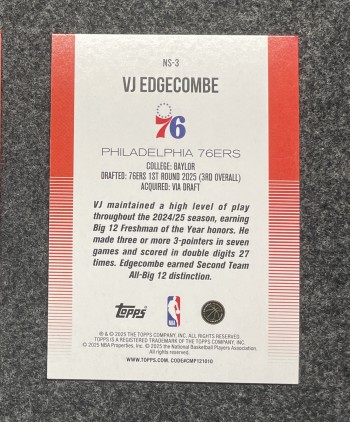 NS-3
VJ EDGECOMBE
76
PHILADELPHIA 76ERS
COLLEGE: BAYLOR
DRAFTED: 76ERS 1ST ROUND 2025 (3RD OVERALL)
ACQUIRED: VIA DRAFT
VJ maintained a high level of play
throughout the 2024/25 season, earning
Big 12 Freshman of the Year honors. He
made three or more 3-pointers in seven
games and scored in double digits 27
times. Edgecombe earned Second Team
All-Big 12 distinction.
Topps
NBA
® & © 2025 THE TOPPS COMPANY, INC. ALL RIGHTS RESERVED.
TOPPS IS A REGISTERED TRADEMARK OF THE TOPPS COMPANY, INC.
© 2025 NBA Properties, Inc. © 2025 the National Basketball Players Association.
All rights reserved.
WWW.TOPPS.COM. CODE#CMP121010